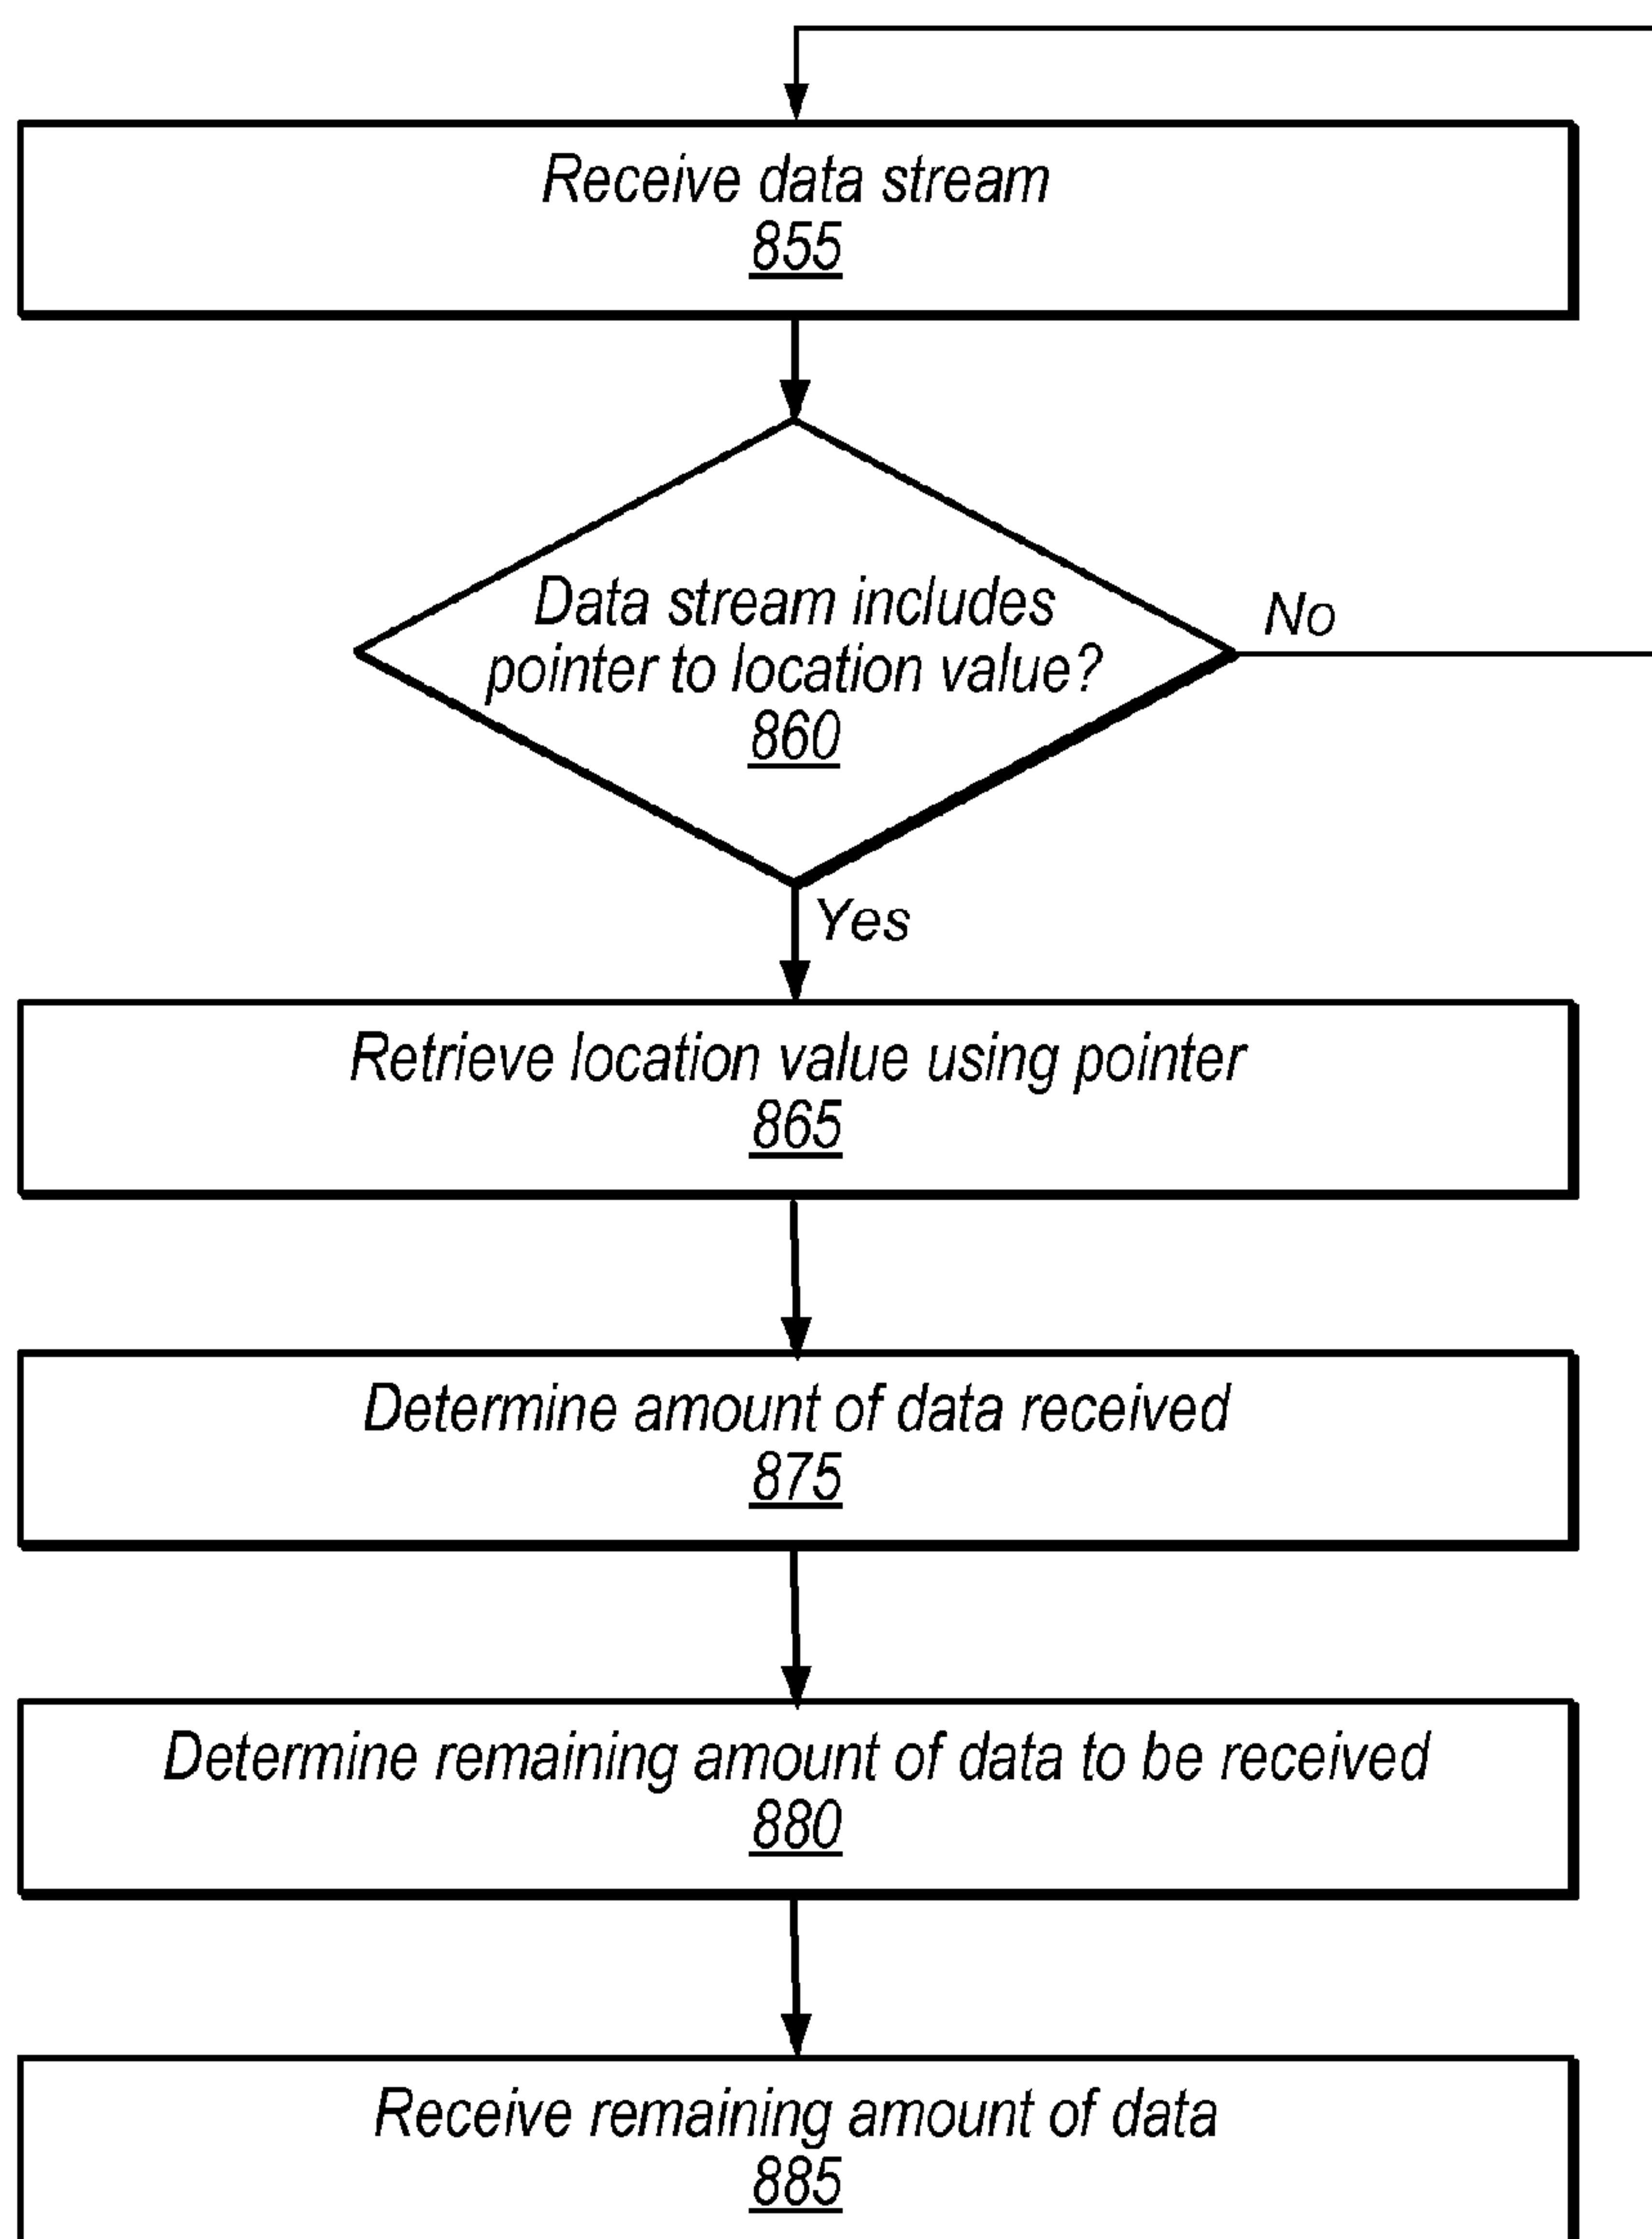 Receive data stream
855
Data stream includes
pointer to location value?
860
No
Yes
Retrieve location value using pointer
865
Determine amount of data received
875
Determine remaining amount of data to be received
880
Receive remaining amount of data
885